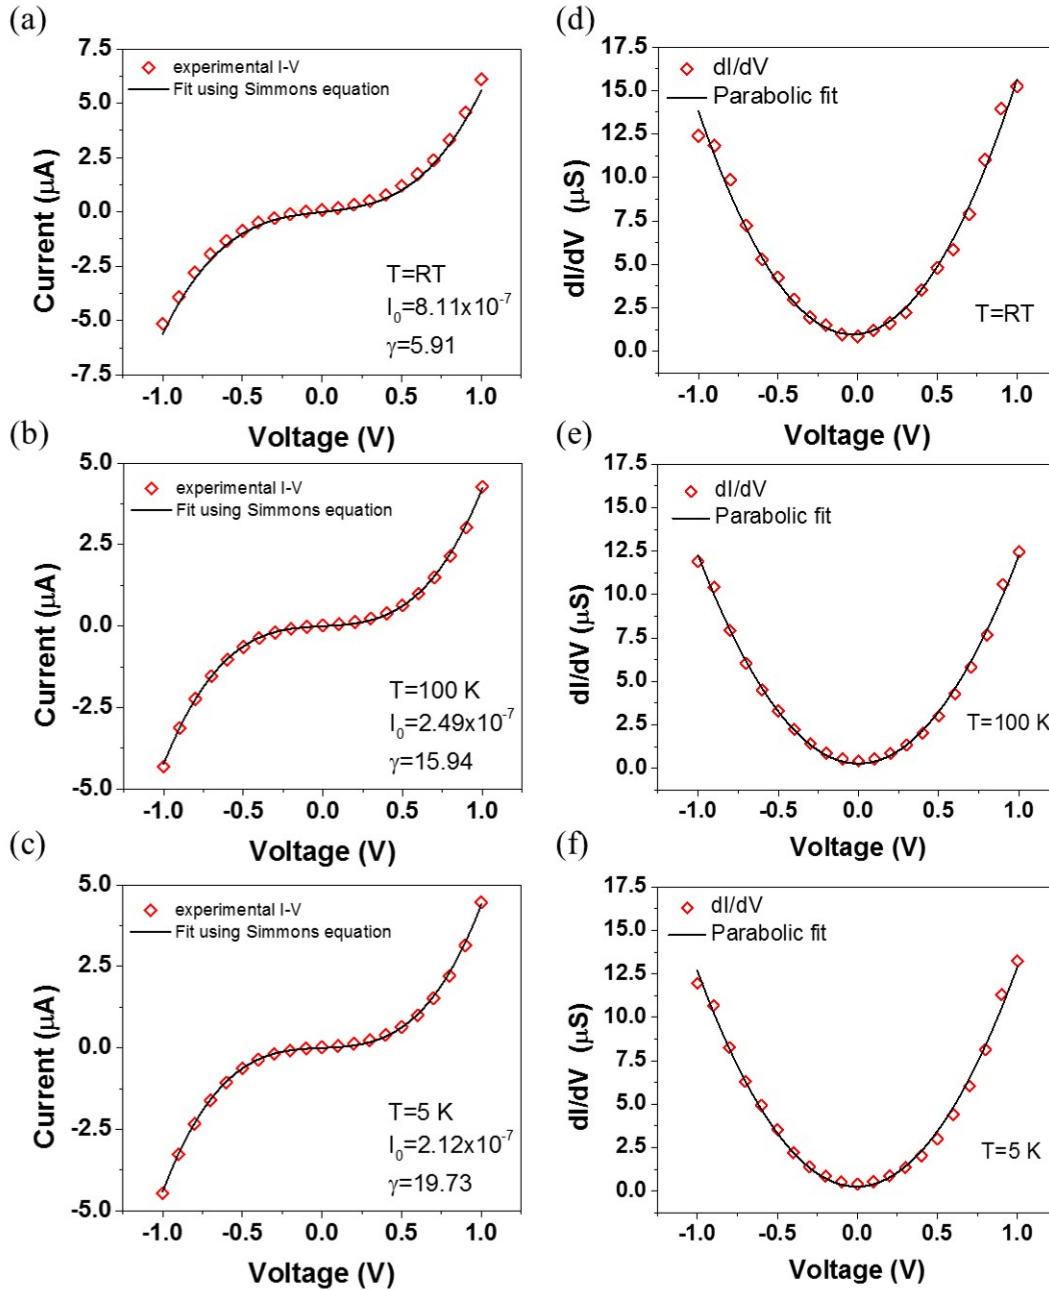 (a)
7.5
5.0
2.5
0.0
-2.5
-5.0
-7.5
Current (μA)
experimental I-V
Fit using Simmons equation
T=RT
I₀=8.11x10⁻⁷
γ=5.91
-1.0 -0.5 0.0 0.5 1.0
Voltage (V)
(d)
17.5
15.0
12.5
10.0
7.5
5.0
2.5
0.0
dI/dV (μS)
dI/dV
Parabolic fit
T=RT
-1.0 -0.5 0.0 0.5 1.0
Voltage (V)
(b)
5.0
2.5
0.0
-2.5
-5.0
Current (μA)
experimental I-V
Fit using Simmons equation
T=100 K
I₀=2.49x10⁻⁷
γ=15.94
-1.0 -0.5 0.0 0.5 1.0
Voltage (V)
(e)
17.5
15.0
12.5
10.0
7.5
5.0
2.5
0.0
dI/dV (μS)
dI/dV
Parabolic fit
T=100 K
-1.0 -0.5 0.0 0.5 1.0
Voltage (V)
(c)
5.0
2.5
0.0
-2.5
-5.0
Current (μA)
experimental I-V
Fit using Simmons equation
T=5 K
I₀=2.12x10⁻⁷
γ=19.73
-1.0 -0.5 0.0 0.5 1.0
Voltage (V)
(f)
17.5
15.0
12.5
10.0
7.5
5.0
2.5
0.0
dI/dV (μS)
dI/dV
Parabolic fit
T=5 K
-1.0 -0.5 0.0 0.5 1.0
Voltage (V)